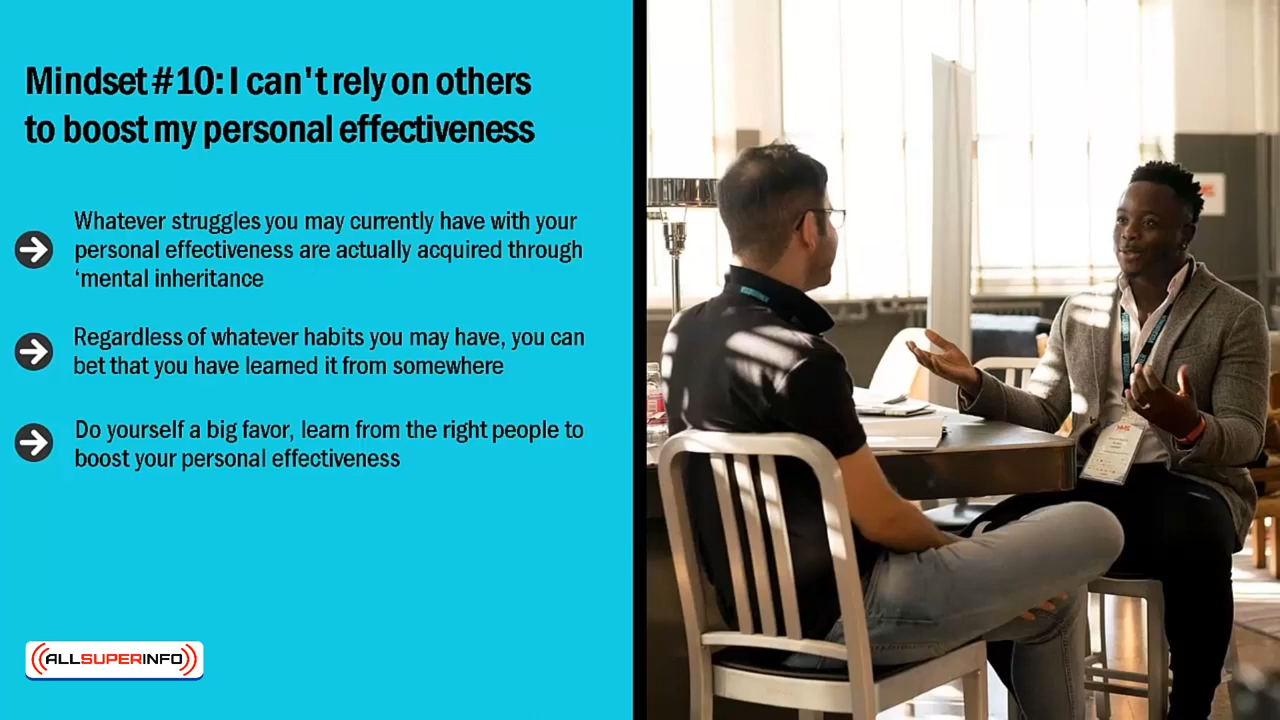 Mindset #10: I can't rely on others
to boost my personal effectiveness
Whatever struggles you may currently have with your
personal effectiveness are actually acquired through
‘mental inheritance
Regardless of whatever habits you may have, you can
bet that you have learned it from somewhere
Do yourself a big favor, learn from the right people to
boost your personal effectiveness
ALLSUPERINFO